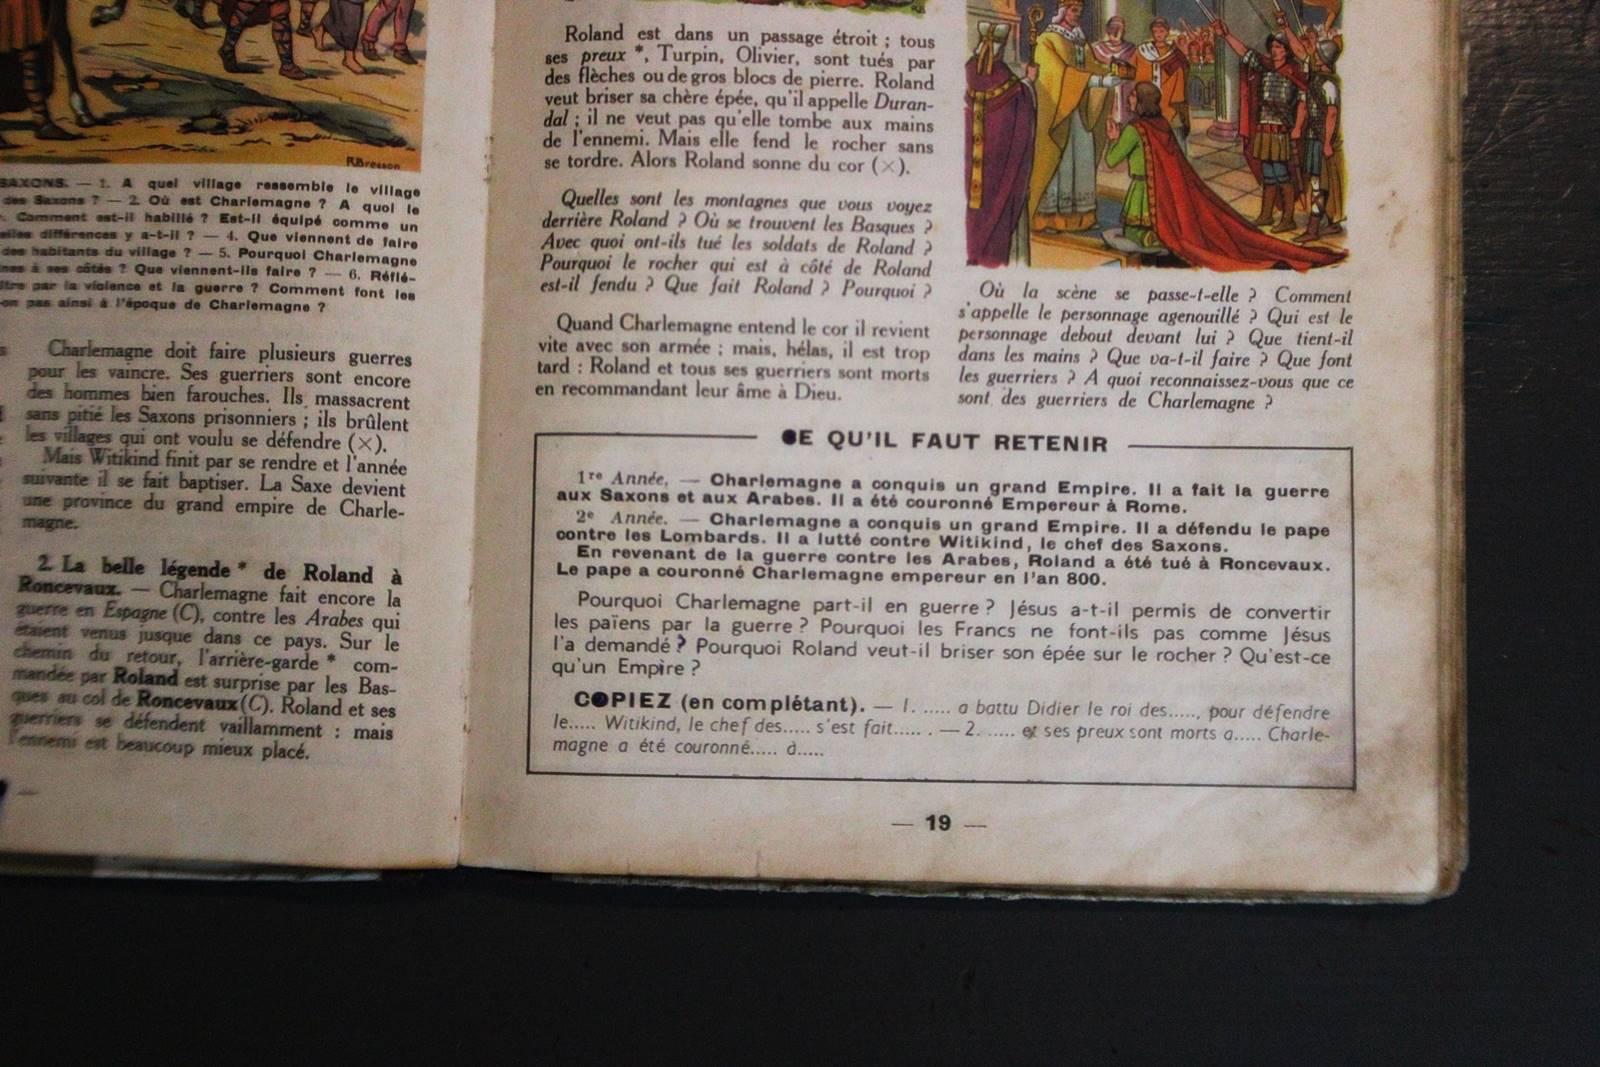 R.Bresson
SAXONS. — 1. A quel village ressemble le village
des Saxons ? — 2. Où est Charlemagne ? A quoi le
Comment est-il habillé ? Est-il équipé comme un
elles différences y a-t-il ? — 4. Que viennent de faire
des habitants du village ? — 5. Pourquoi Charlemagne
nes à ses côtés ? Que viennent-ils faire ? — 6. Réflé-
ître par la violence et la guerre ? Comment font les
-on pas ainsi à l'époque de Charlemagne ?
Charlemagne doit faire plusieurs guerres
pour les vaincre. Ses guerriers sont encore
des hommes bien farouches. Ils massacrent
sans pitié les Saxons prisonniers ; ils brûlent
les villages qui ont voulu se défendre (×).
Mais Witikind finit par se rendre et l'année
suivante il se fait baptiser. La Saxe devient
une province du grand empire de Charle-
magne.
2. La belle légende * de Roland à
Roncevaux. — Charlemagne fait encore la
guerre en Espagne (C), contre les Arabes qui
étaient venus jusque dans ce pays. Sur le
chemin du retour, l'arrière-garde * com-
mandée par Roland est surprise par les Bas-
ques au col de Roncevaux (C). Roland et ses
guerriers se défendent vaillamment : mais
l'ennemi est beaucoup mieux placé.
Roland est dans un passage étroit ; tous
ses preux *, Turpin, Olivier, sont tués par
des flèches ou de gros blocs de pierre. Roland
veut briser sa chère épée, qu'il appelle Duran-
dal ; il ne veut pas qu'elle tombe aux mains
de l'ennemi. Mais elle fend le rocher sans
se tordre. Alors Roland sonne du cor (×).
Quelles sont les montagnes que vous voyez
derrière Roland ? Où se trouvent les Basques ?
Avec quoi ont-ils tué les soldats de Roland ?
Pourquoi le rocher qui est à côté de Roland
est-il fendu ? Que fait Roland ? Pourquoi ?
Quand Charlemagne entend le cor il revient
vite avec son armée ; mais, hélas, il est trop
tard : Roland et tous ses guerriers sont morts
en recommandant leur âme à Dieu.
Où la scène se passe-t-elle ? Comment
s'appelle le personnage agenouillé ? Qui est le
personnage debout devant lui ? Que tient-il
dans les mains ? Que va-t-il faire ? Que font
les guerriers ? A quoi reconnaissez-vous que ce
sont des guerriers de Charlemagne ?
CE QU'IL FAUT RETENIR
1re Année. — Charlemagne a conquis un grand Empire. Il a fait la guerre
aux Saxons et aux Arabes. Il a été couronné Empereur à Rome.
2e Année. — Charlemagne a conquis un grand Empire. Il a défendu le pape
contre les Lombards. Il a lutté contre Witikind, le chef des Saxons.
En revenant de la guerre contre les Arabes, Roland a été tué à Roncevaux.
Le pape a couronné Charlemagne empereur en l'an 800.
Pourquoi Charlemagne part-il en guerre ? Jésus a-t-il permis de convertir
les païens par la guerre ? Pourquoi les Francs ne font-ils pas comme Jésus
l'a demandé ? Pourquoi Roland veut-il briser son épée sur le rocher ? Qu'est-ce
qu'un Empire ?
COPIEZ (en complétant). — 1. ..... a battu Didier le roi des....., pour défendre
le..... Witikind, le chef des..... s'est fait..... . — 2. ..... et ses preux sont morts à..... Charle-
magne a été couronné..... à.....
— 19 —